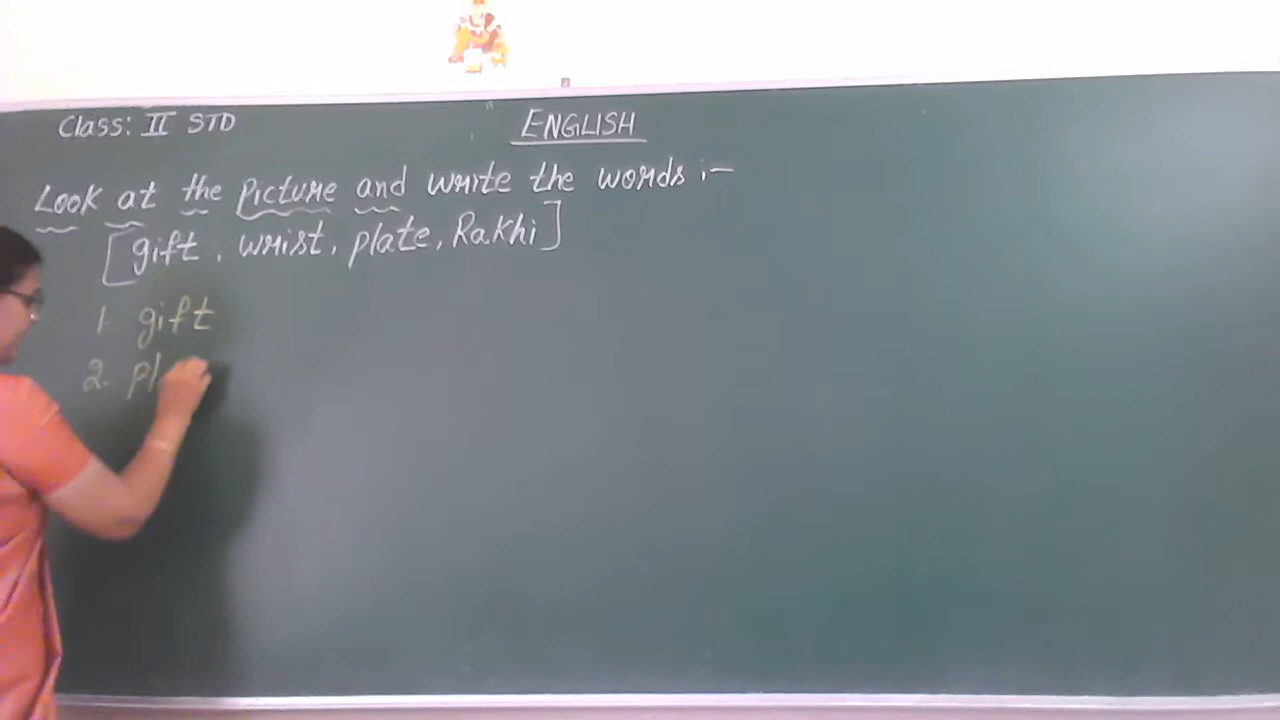 Class: II STD
ENGLISH
Look at the Picture and write the words :-
[gift, wrist, plate, Rakhi]
1. gift
2. pl